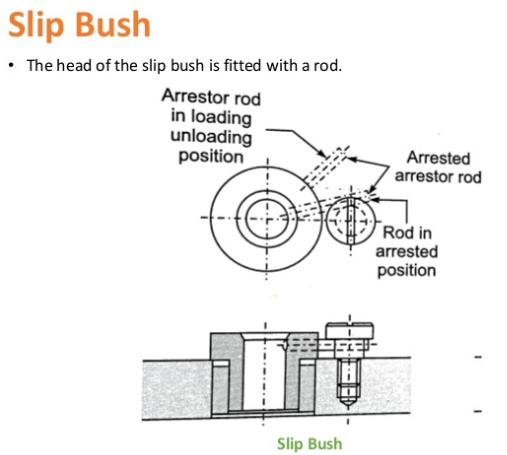 Slip Bush
• The head of the slip bush is fitted with a rod.
Arrestor rod
in loading
unloading
position
Arrested
arrestor rod
Rod in
arrested
position
Slip Bush